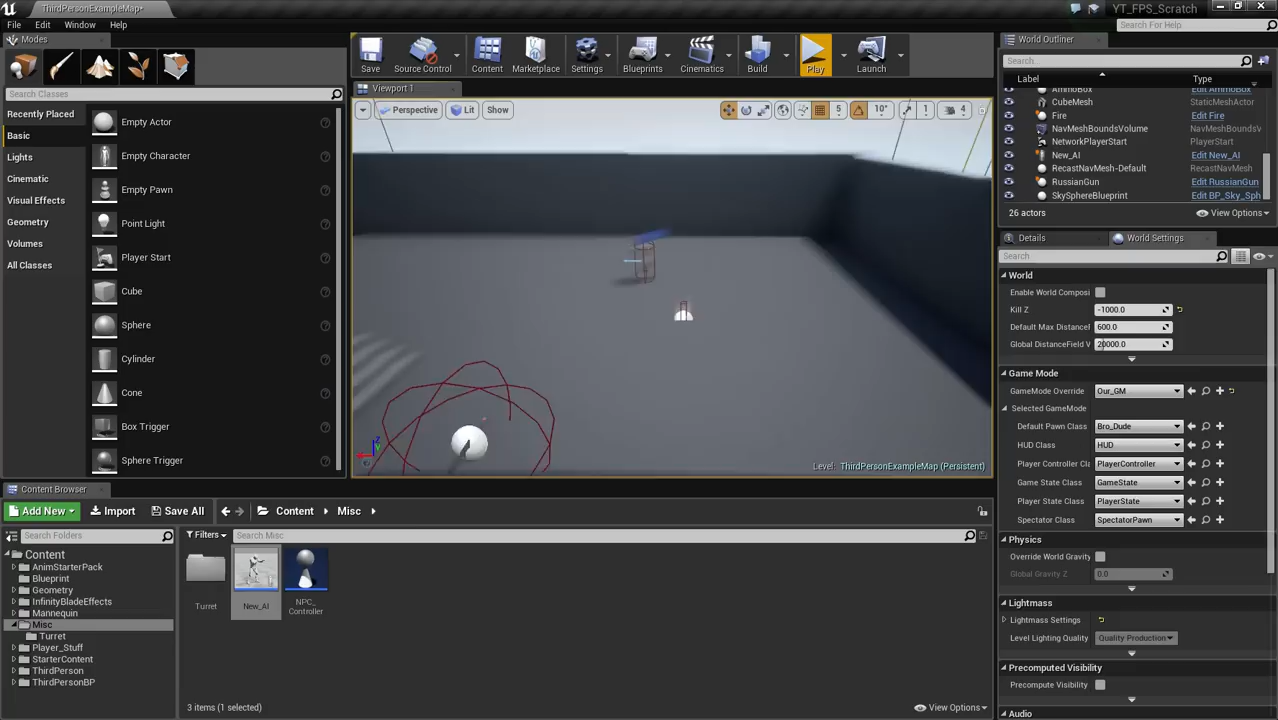 ThirdPersonExampleMap*
YT_FPS_Scratch
File Edit Window Help
Search For Help
Modes
Search Classes
Recently Placed
Basic
Lights
Cinematic
Visual Effects
Geometry
Volumes
All Classes
Empty Actor
Empty Character
Empty Pawn
Point Light
Player Start
Cube
Sphere
Cylinder
Cone
Box Trigger
Sphere Trigger
Save Source Control Content Marketplace Settings Blueprints Cinematics Build Play Launch
Viewport 1
Perspective Lit Show
5 10° 1 4
Level: ThirdPersonExampleMap (Persistent)
World Outliner
Search...
Label Type
AmmoBox Edit AmmoBox
CubeMesh StaticMeshActor
Fire Edit Fire
NavMeshBoundsVolume NavMeshBoundsV
NetworkPlayerStart PlayerStart
New_AI Edit New_AI
RecastNavMesh-Default RecastNavMesh
RussianGun Edit RussianGun
SkySphereBlueprint Edit BP_Sky_Sph
26 actors View Options
Details World Settings
Search
World
Enable World Composi
Kill Z -1000.0
Default Max DistanceF 600.0
Global DistanceField V 20000.0
Game Mode
GameMode Override Our_GM
Selected GameMode
Default Pawn Class Bro_Dude
HUD Class HUD
Player Controller Cla PlayerController
Game State Class GameState
Player State Class PlayerState
Spectator Class SpectatorPawn
Physics
Override World Gravity
Global Gravity Z 0.0
Lightmass
Lightmass Settings
Level Lighting Quality Quality Production
Precomputed Visibility
Precompute Visibility
Audio
Content Browser
Add New Import Save All Content Misc
Search Folders
Filters Search Misc
Content
AnimStarterPack
Blueprint
Geometry
InfinityBladeEffects
Mannequin
Misc
Turret
Player_Stuff
StarterContent
ThirdPerson
ThirdPersonBP
Turret
New_AI
NPC_
Controller
3 items (1 selected) View Options